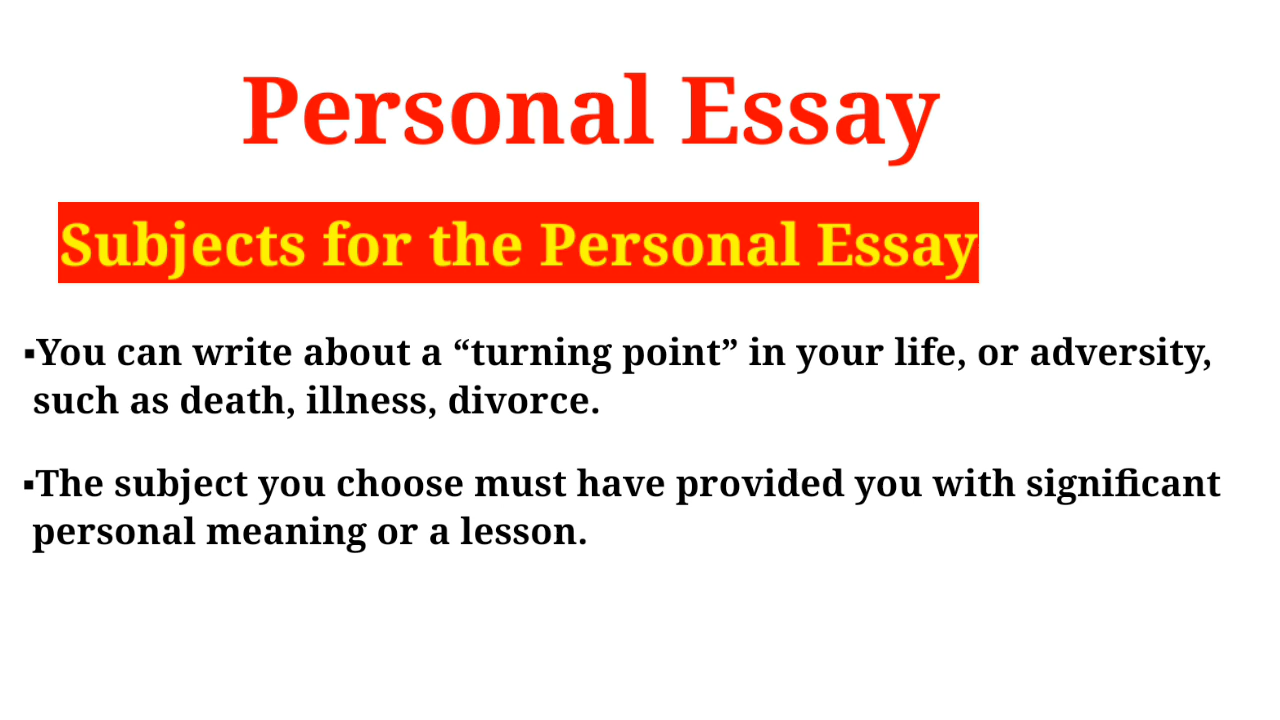 Personal Essay
Subjects for the Personal Essay
▪You can write about a “turning point” in your life, or adversity,
such as death, illness, divorce.
▪The subject you choose must have provided you with significant
personal meaning or a lesson.